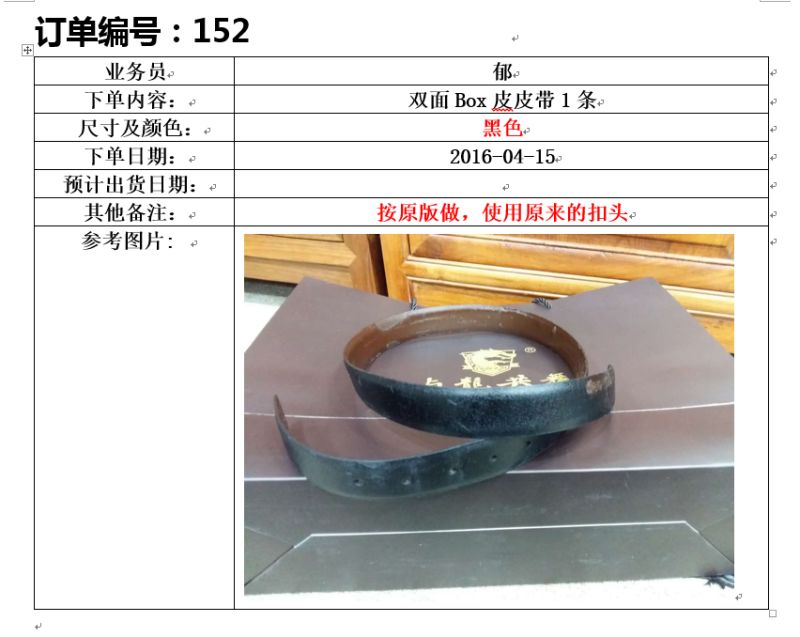 订单编号：152
业务员 郁
下单内容： 双面 Box 皮皮带 1 条
尺寸及颜色： 黑色
下单日期： 2016-04-15
预计出货日期：
其他备注： 按原版做，使用原来的扣头
参考图片:
®